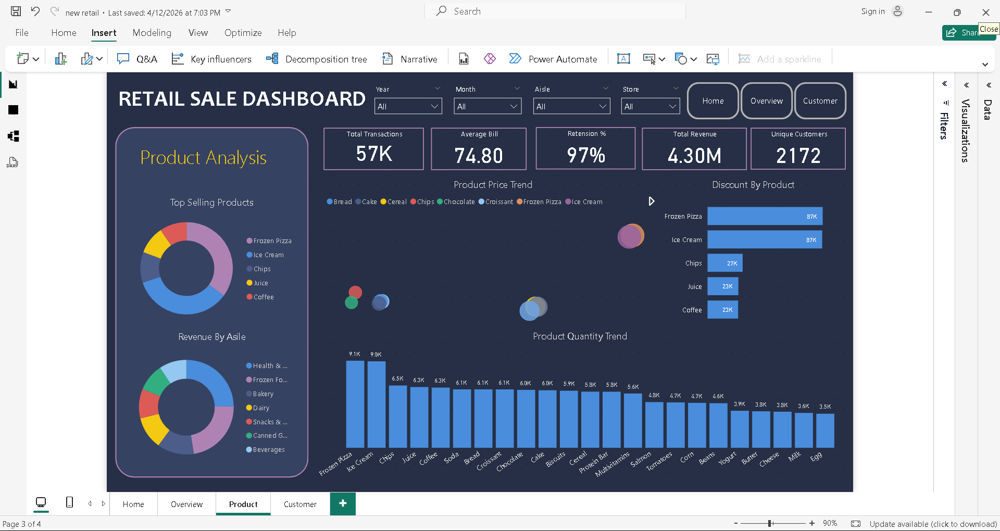 new retail • Last saved: 4/12/2026 at 7:03 PM
Search
Sign in
File
Home
Insert
Modeling
View
Optimize
Help
Share
Close
Q&A
Key influencers
Decomposition tree
Narrative
Power Automate
Add a sparkline
DAX
RETAIL SALE DASHBOARD
Year
All
Month
All
Aisle
All
Store
All
Home
Overview
Customer
Filters
Visualizations
Data
Product Analysis
Total Transactions
57K
Average Bill
74.80
Retension %
97%
Total Revenue
4.30M
Unique Customers
2172
Top Selling Products
Frozen Pizza
Ice Cream
Chips
Juice
Coffee
Revenue By Asile
Health & ...
Frozen Fo...
Bakery
Dairy
Snacks & ...
Canned G...
Beverages
Product Price Trend
Bread Cake Cereal Chips Chocolate Croissant Frozen Pizza Ice Cream
Discount By Product
Frozen Pizza 87K
Ice Cream 87K
Chips 27K
Juice 23K
Coffee 23K
Product Quantity Trend
9.1K 9.0K 6.5K 6.3K 6.3K 6.1K 6.1K 6.1K 6.0K 6.0K 5.9K 5.8K 5.8K 5.6K 4.8K 4.7K 4.7K 4.6K 3.9K 3.8K 3.8K 3.6K 3.5K
Frozen Pizza Ice Cream Chips Juice Coffee Soda Bread Croissant Chocolate Cake Biscuits Cereal Protein Bar Multivitamins Salmon Tomatoes Corn Beans Yogurt Butter Cheese Milk Egg
Home
Overview
Product
Customer
Page 3 of 4
90%
Update available (click to download)